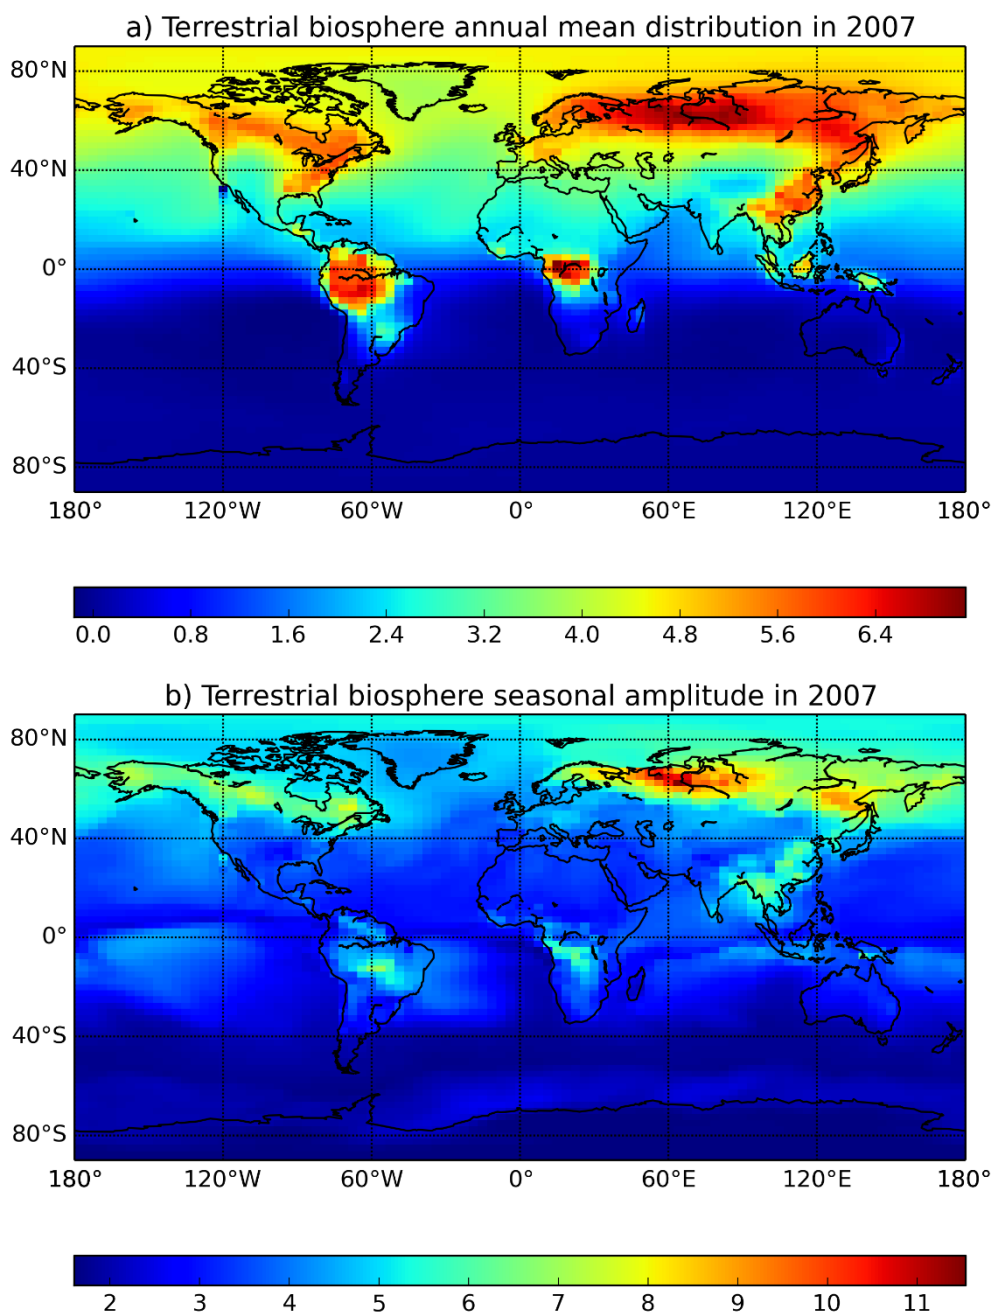 a) Terrestrial biosphere annual mean distribution in 2007
80°N
40°N
0°
40°S
80°S
180° 120°W 60°W 0° 60°E 120°E 180°
0.0 0.8 1.6 2.4 3.2 4.0 4.8 5.6 6.4
b) Terrestrial biosphere seasonal amplitude in 2007
80°N
40°N
0°
40°S
80°S
180° 120°W 60°W 0° 60°E 120°E 180°
2 3 4 5 6 7 8 9 10 11